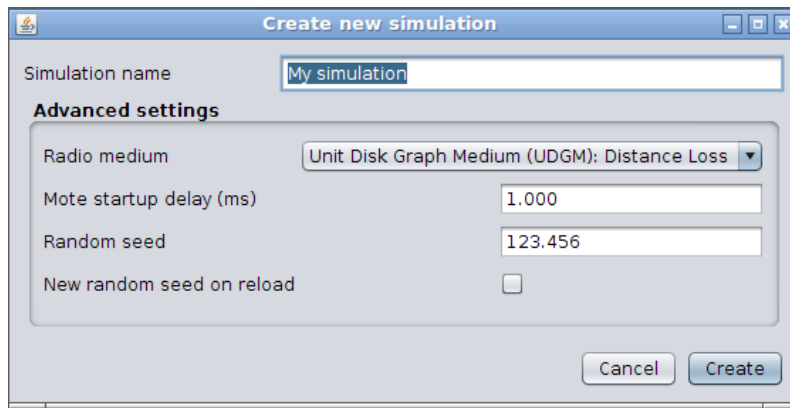 Create new simulation
Simulation name My simulation
Advanced settings
Radio medium Unit Disk Graph Medium (UDGM): Distance Loss
Mote startup delay (ms) 1.000
Random seed 123.456
New random seed on reload
Cancel Create